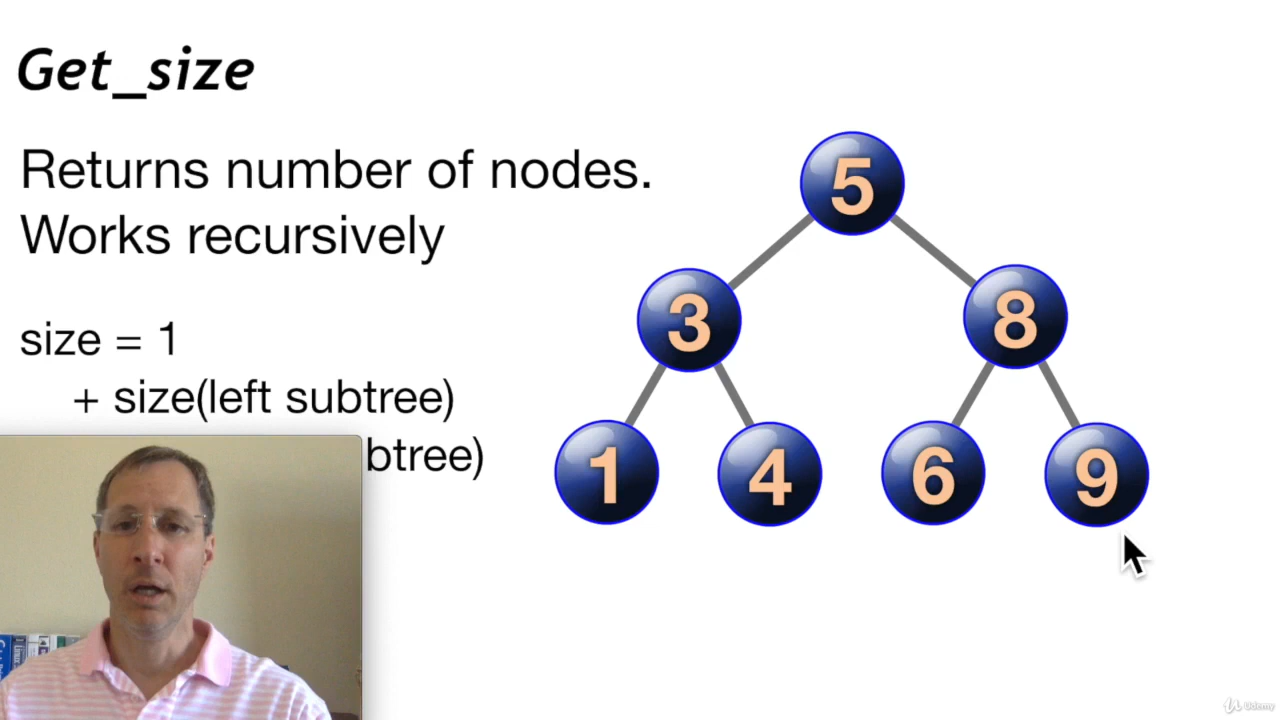 Get_size
Returns number of nodes.
Works recursively
size = 1
+ size(left subtree)
btree)
5
3
8
1
4
6
9
Udemy